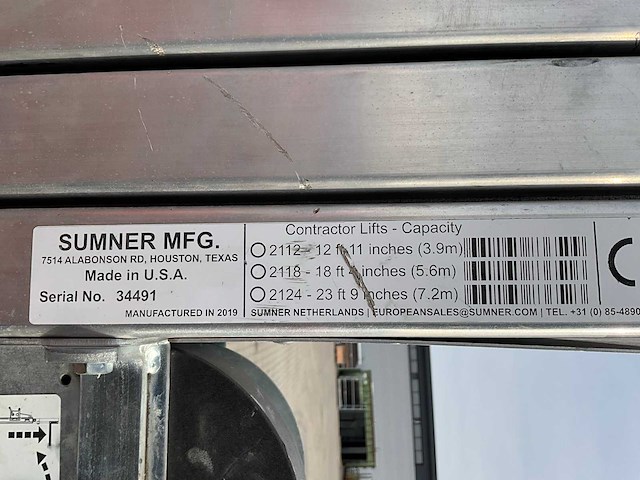 SUMNER MFG.
7514 ALABONSON RD, HOUSTON, TEXAS
Made in U.S.A.
Serial No. 34491
MANUFACTURED IN 2019
Contractor Lifts - Capacity
2112 - 12 ft 11 inches (3.9m)
2118 - 18 ft inches (5.6m)
2124 - 23 ft 9 inches (7.2m)
SUMNER NETHERLANDS | EUROPEANSALES@SUMNER.COM | TEL. +31 (0) 85-4890
C